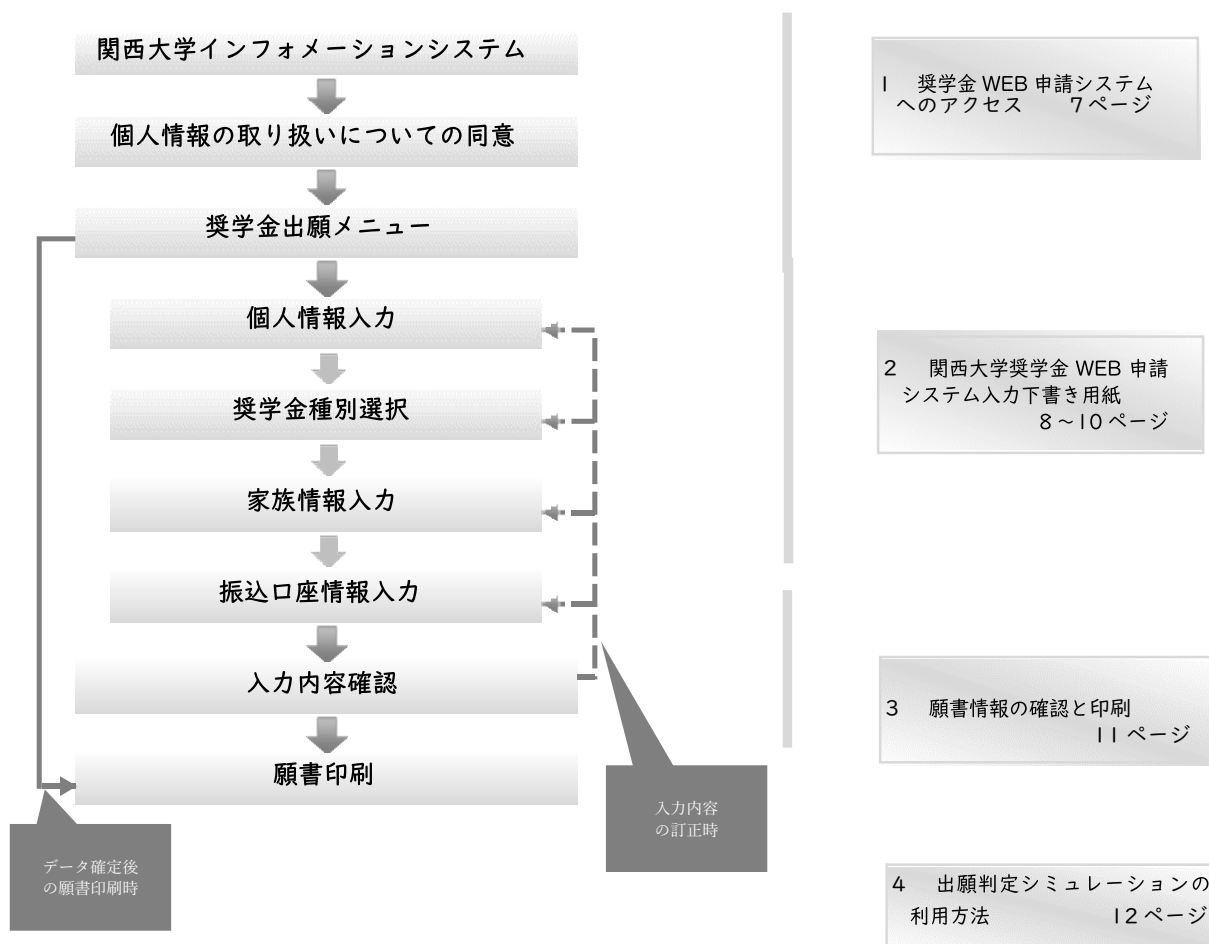 関西大学インフォメーションシステム
個人情報の取り扱いについての同意
奨学金出願メニュー
個人情報入力
奨学金種別選択
家族情報入力
振込口座情報入力
入力内容確認
願書印刷
データ確定後
の願書印刷時
入力内容
の訂正時
1 奨学金 WEB 申請システム
へのアクセス 7ページ
2 関西大学奨学金 WEB 申請
システム入力下書き用紙
8～10ページ
3 願書情報の確認と印刷
11ページ
4 出願判定シミュレーションの
利用方法 12ページ